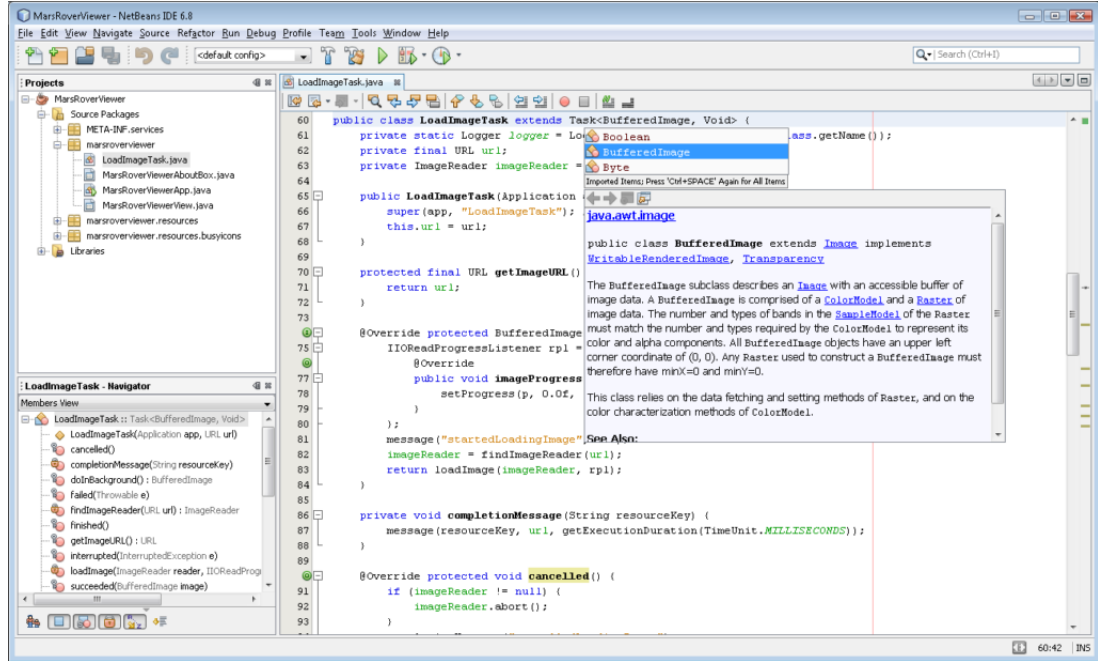 MarsRoverViewer - NetBeans IDE 6.8
File Edit View Navigate Source Refactor Run Debug Profile Team Tools Window Help
<default config>
Search (Ctrl+I)
Projects
MarsRoverViewer
Source Packages
META-INF.services
marsroverviewer
LoadImageTask.java
MarsRoverViewerAboutBox.java
MarsRoverViewerApp.java
MarsRoverViewerView.java
marsroverviewer.resources
marsroverviewer.resources.busyicons
Libraries
LoadImageTask - Navigator
Members View
LoadImageTask :: Task<BufferedImage, Void>
LoadImageTask(Application app, URL url)
cancelled()
completionMessage(String resourceKey)
doInBackground() : BufferedImage
failed(Throwable e)
findImageReader(URL url) : ImageReader
finished()
getImageURL() : URL
interrupted(InterruptedException e)
loadImage(ImageReader reader, IIOReadProgr
succeeded(BufferedImage image)
LoadImageTask.java
60 public class LoadImageTask extends Task<BufferedImage, Void> {
61 private static Logger logger = Lo ass.getName());
62 private final URL url;
63 private ImageReader imageReader =
64
65 public LoadImageTask(Application
66 super(app, "LoadImageTask");
67 this.url = url;
68 }
69
70 protected final URL getImageURL()
71 return url;
72 }
73
@Override protected BufferedImage
75 IIOReadProgressListener rpl =
@Override
77 public void imageProgress
78 setProgress(p, 0.0f,
79 }
80 };
81 message("startedLoadingImage"
82 imageReader = findImageReader(url);
83 return loadImage(imageReader, rpl);
84 }
85
86 private void completionMessage(String resourceKey) {
87 message(resourceKey, url, getExecutionDuration(TimeUnit.MILLISECONDS));
88 }
89
@Override protected void cancelled() {
91 if (imageReader != null) {
92 imageReader.abort();
93 }
Boolean
BufferedImage
Byte
Imported Items; Press 'Ctrl+SPACE' Again for All Items
java.awt.image
public class BufferedImage extends Image implements
WritableRenderedImage, Transparency
The BufferedImage subclass describes an Image with an accessible buffer of
image data. A BufferedImage is comprised of a ColorModel and a Raster of
image data. The number and types of bands in the SampleModel of the Raster
must match the number and types required by the ColorModel to represent its
color and alpha components. All BufferedImage objects have an upper left
corner coordinate of (0, 0). Any Raster used to construct a BufferedImage must
therefore have minX=0 and minY=0.
This class relies on the data fetching and setting methods of Raster, and on the
color characterization methods of ColorModel.
See Also:
60:42 INS